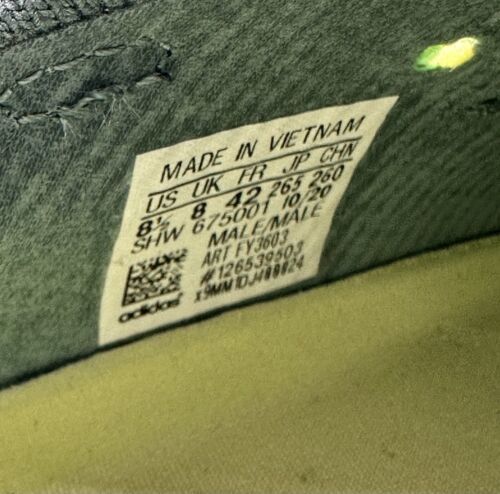 MADE IN VIETNAM
US UK FR JP CHN
8½ 8 42 265 260
SHW 675001 10/20
MALE/MALE
ART FY3603
#126539503
adidas